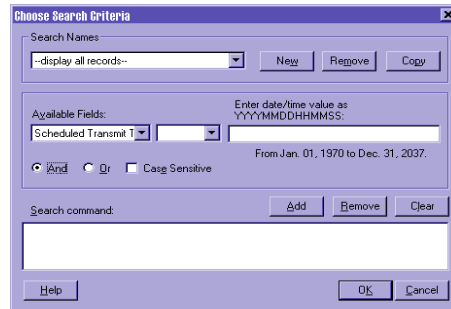 Choose Search Criteria
Search Names
--display all records--
New
Remove
Copy
Available Fields:
Enter date/time value as
YYYYMMDDHHMMSS:
Scheduled Transmit T
From Jan. 01, 1970 to Dec. 31, 2037.
And
Or
Case Sensitive
Search command:
Add
Remove
Clear
Help
OK
Cancel